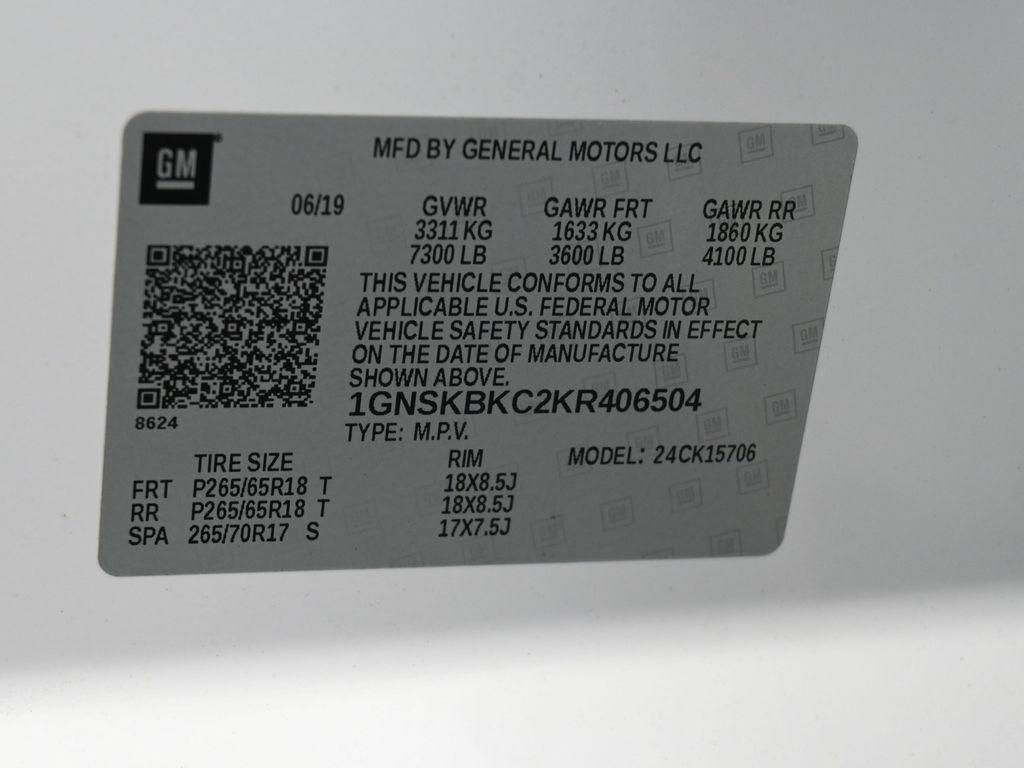 GM
MFD BY GENERAL MOTORS LLC
06/19 GVWR GAWR FRT GAWR RR
3311 KG 1633 KG 1860 KG
7300 LB 3600 LB 4100 LB
THIS VEHICLE CONFORMS TO ALL
APPLICABLE U.S. FEDERAL MOTOR
VEHICLE SAFETY STANDARDS IN EFFECT
ON THE DATE OF MANUFACTURE
SHOWN ABOVE.
1GNSKBKC2KR406504
8624
TYPE: M.P.V.
TIRE SIZE RIM MODEL: 24CK15706
FRT P265/65R18 T 18X8.5J
RR P265/65R18 T 18X8.5J
SPA 265/70R17 S 17X7.5J